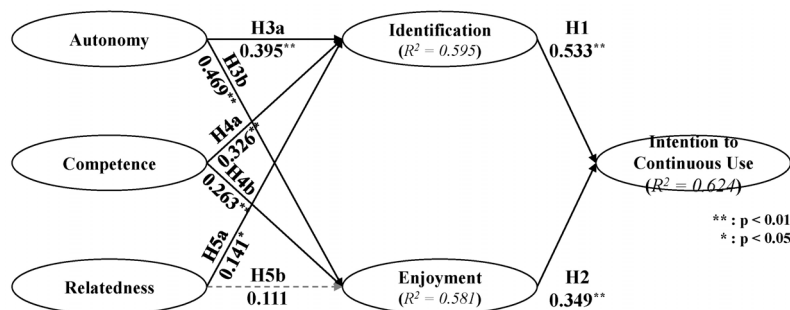 Autonomy
H3a
0.395**
Identification
(R² = 0.595)
H1
0.533**
H3b
0.469**
Competence
H4a
0.326**
H4b
0.263**
Intention to
Continuous Use
(R² = 0.624)
** : p < 0.01
* : p < 0.05
Relatedness
H5a
0.141*
H5b
0.111
Enjoyment
(R² = 0.581)
H2
0.349**